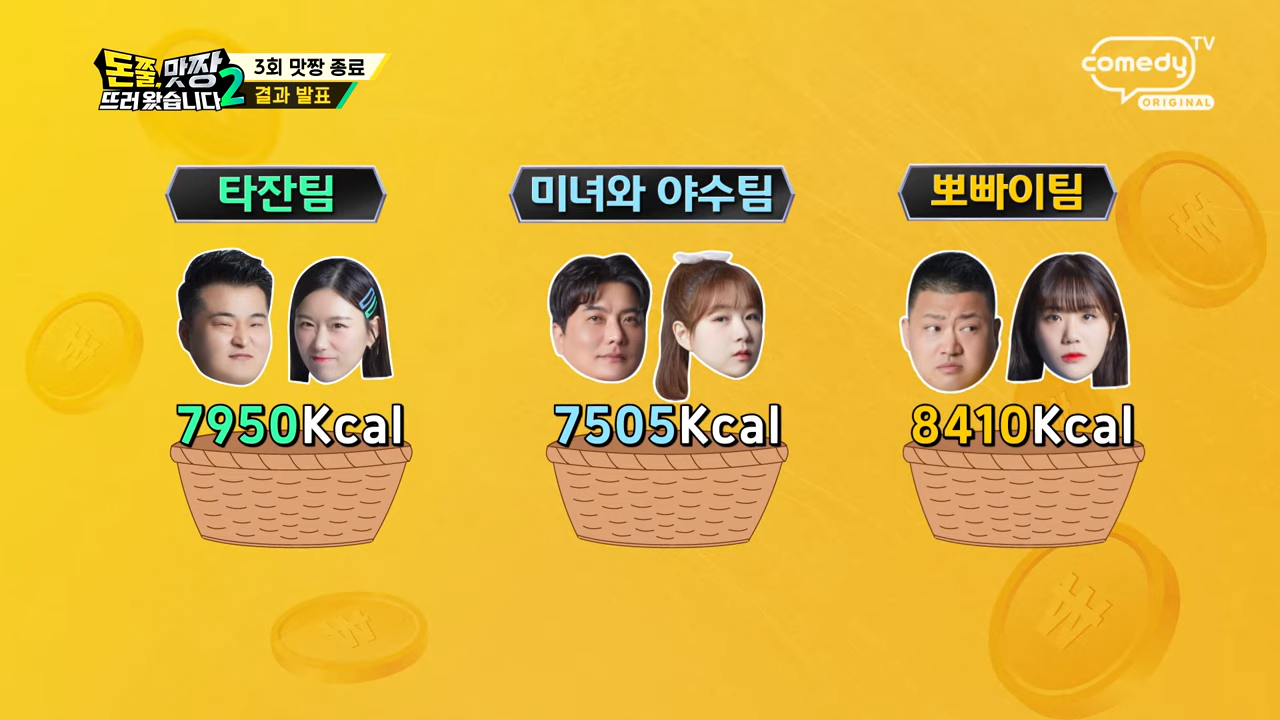 돈쭐, 맛짱
뜨러 왔습니다 2
3회 맛짱 종료
결과 발표
comedy TV
ORIGINAL
타잔팀
미녀와 야수팀
뽀빠이팀
7950Kcal
7505Kcal
8410Kcal